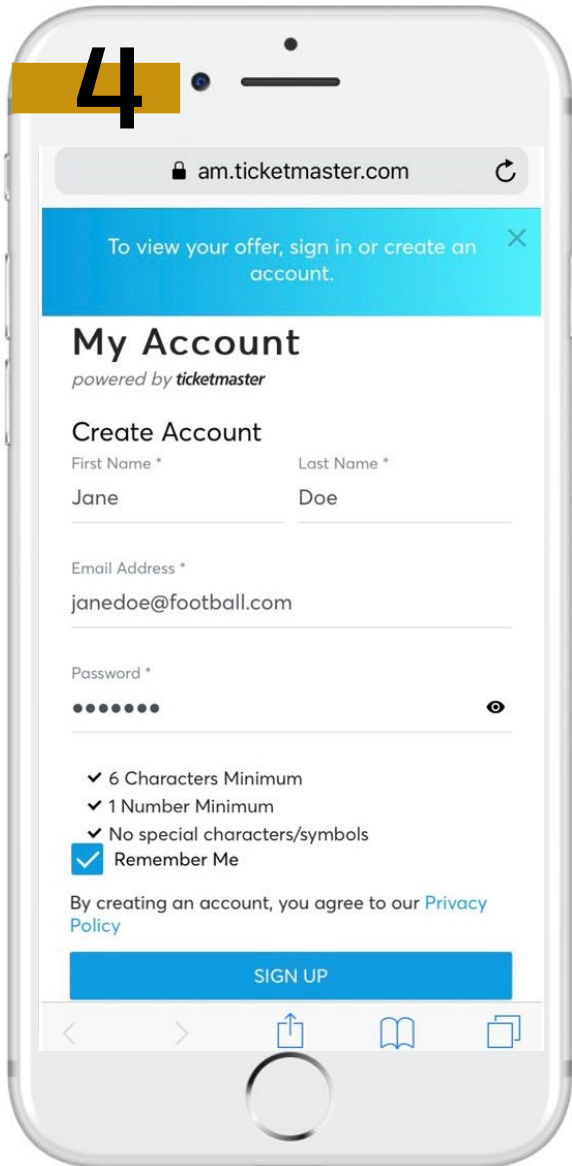 4
am.ticketmaster.com
To view your offer, sign in or create an
account.
My Account
powered by ticketmaster
Create Account
First Name *
Last Name *
Jane
Doe
Email Address *
janedoe@football.com
Password *
•••••••
6 Characters Minimum
1 Number Minimum
No special characters/symbols
Remember Me
By creating an account, you agree to our Privacy
Policy
SIGN UP